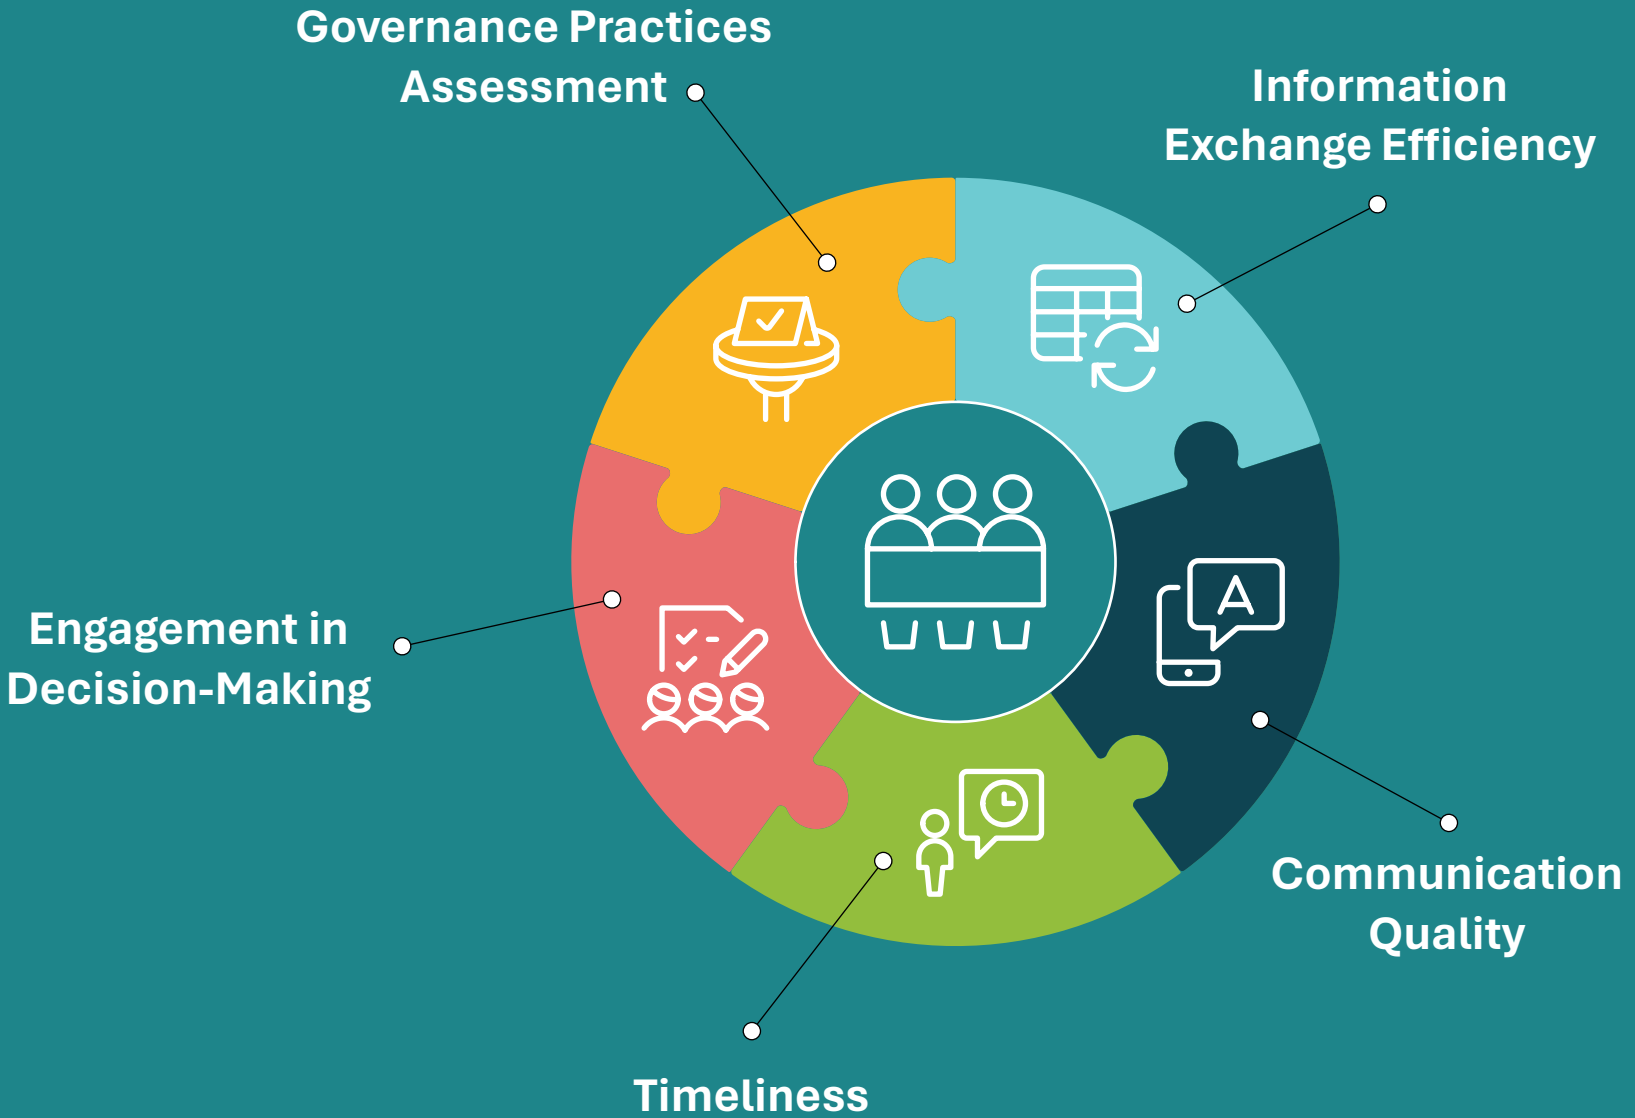 Governance Practices
Assessment
Information
Exchange Efficiency
A
Engagement in
Decision-Making
Communication
Quality
Timeliness